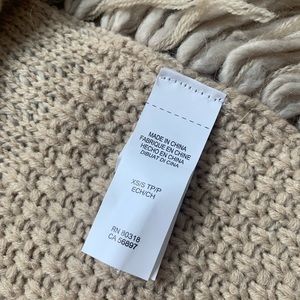 MADE IN CHINA
FABRIQUE EN CHINE
HECHO EN CHINA
DIBUAT DI CINA
XS/S TP/P
ECH/CH
RN 80318
CA 56897